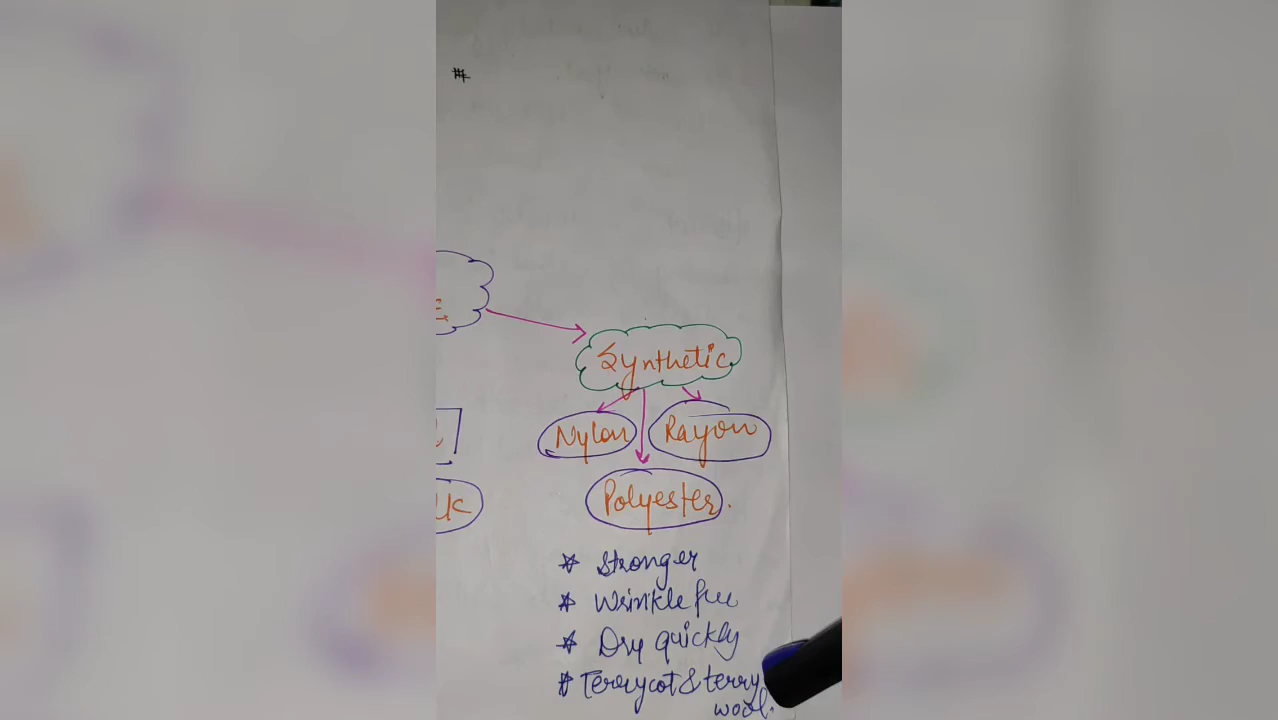 #
Synthetic
Nylon Rayon
Polyester.
* Stronger
* Wrinkle free
* Dry quickly
* Terrycot & terry
wool.